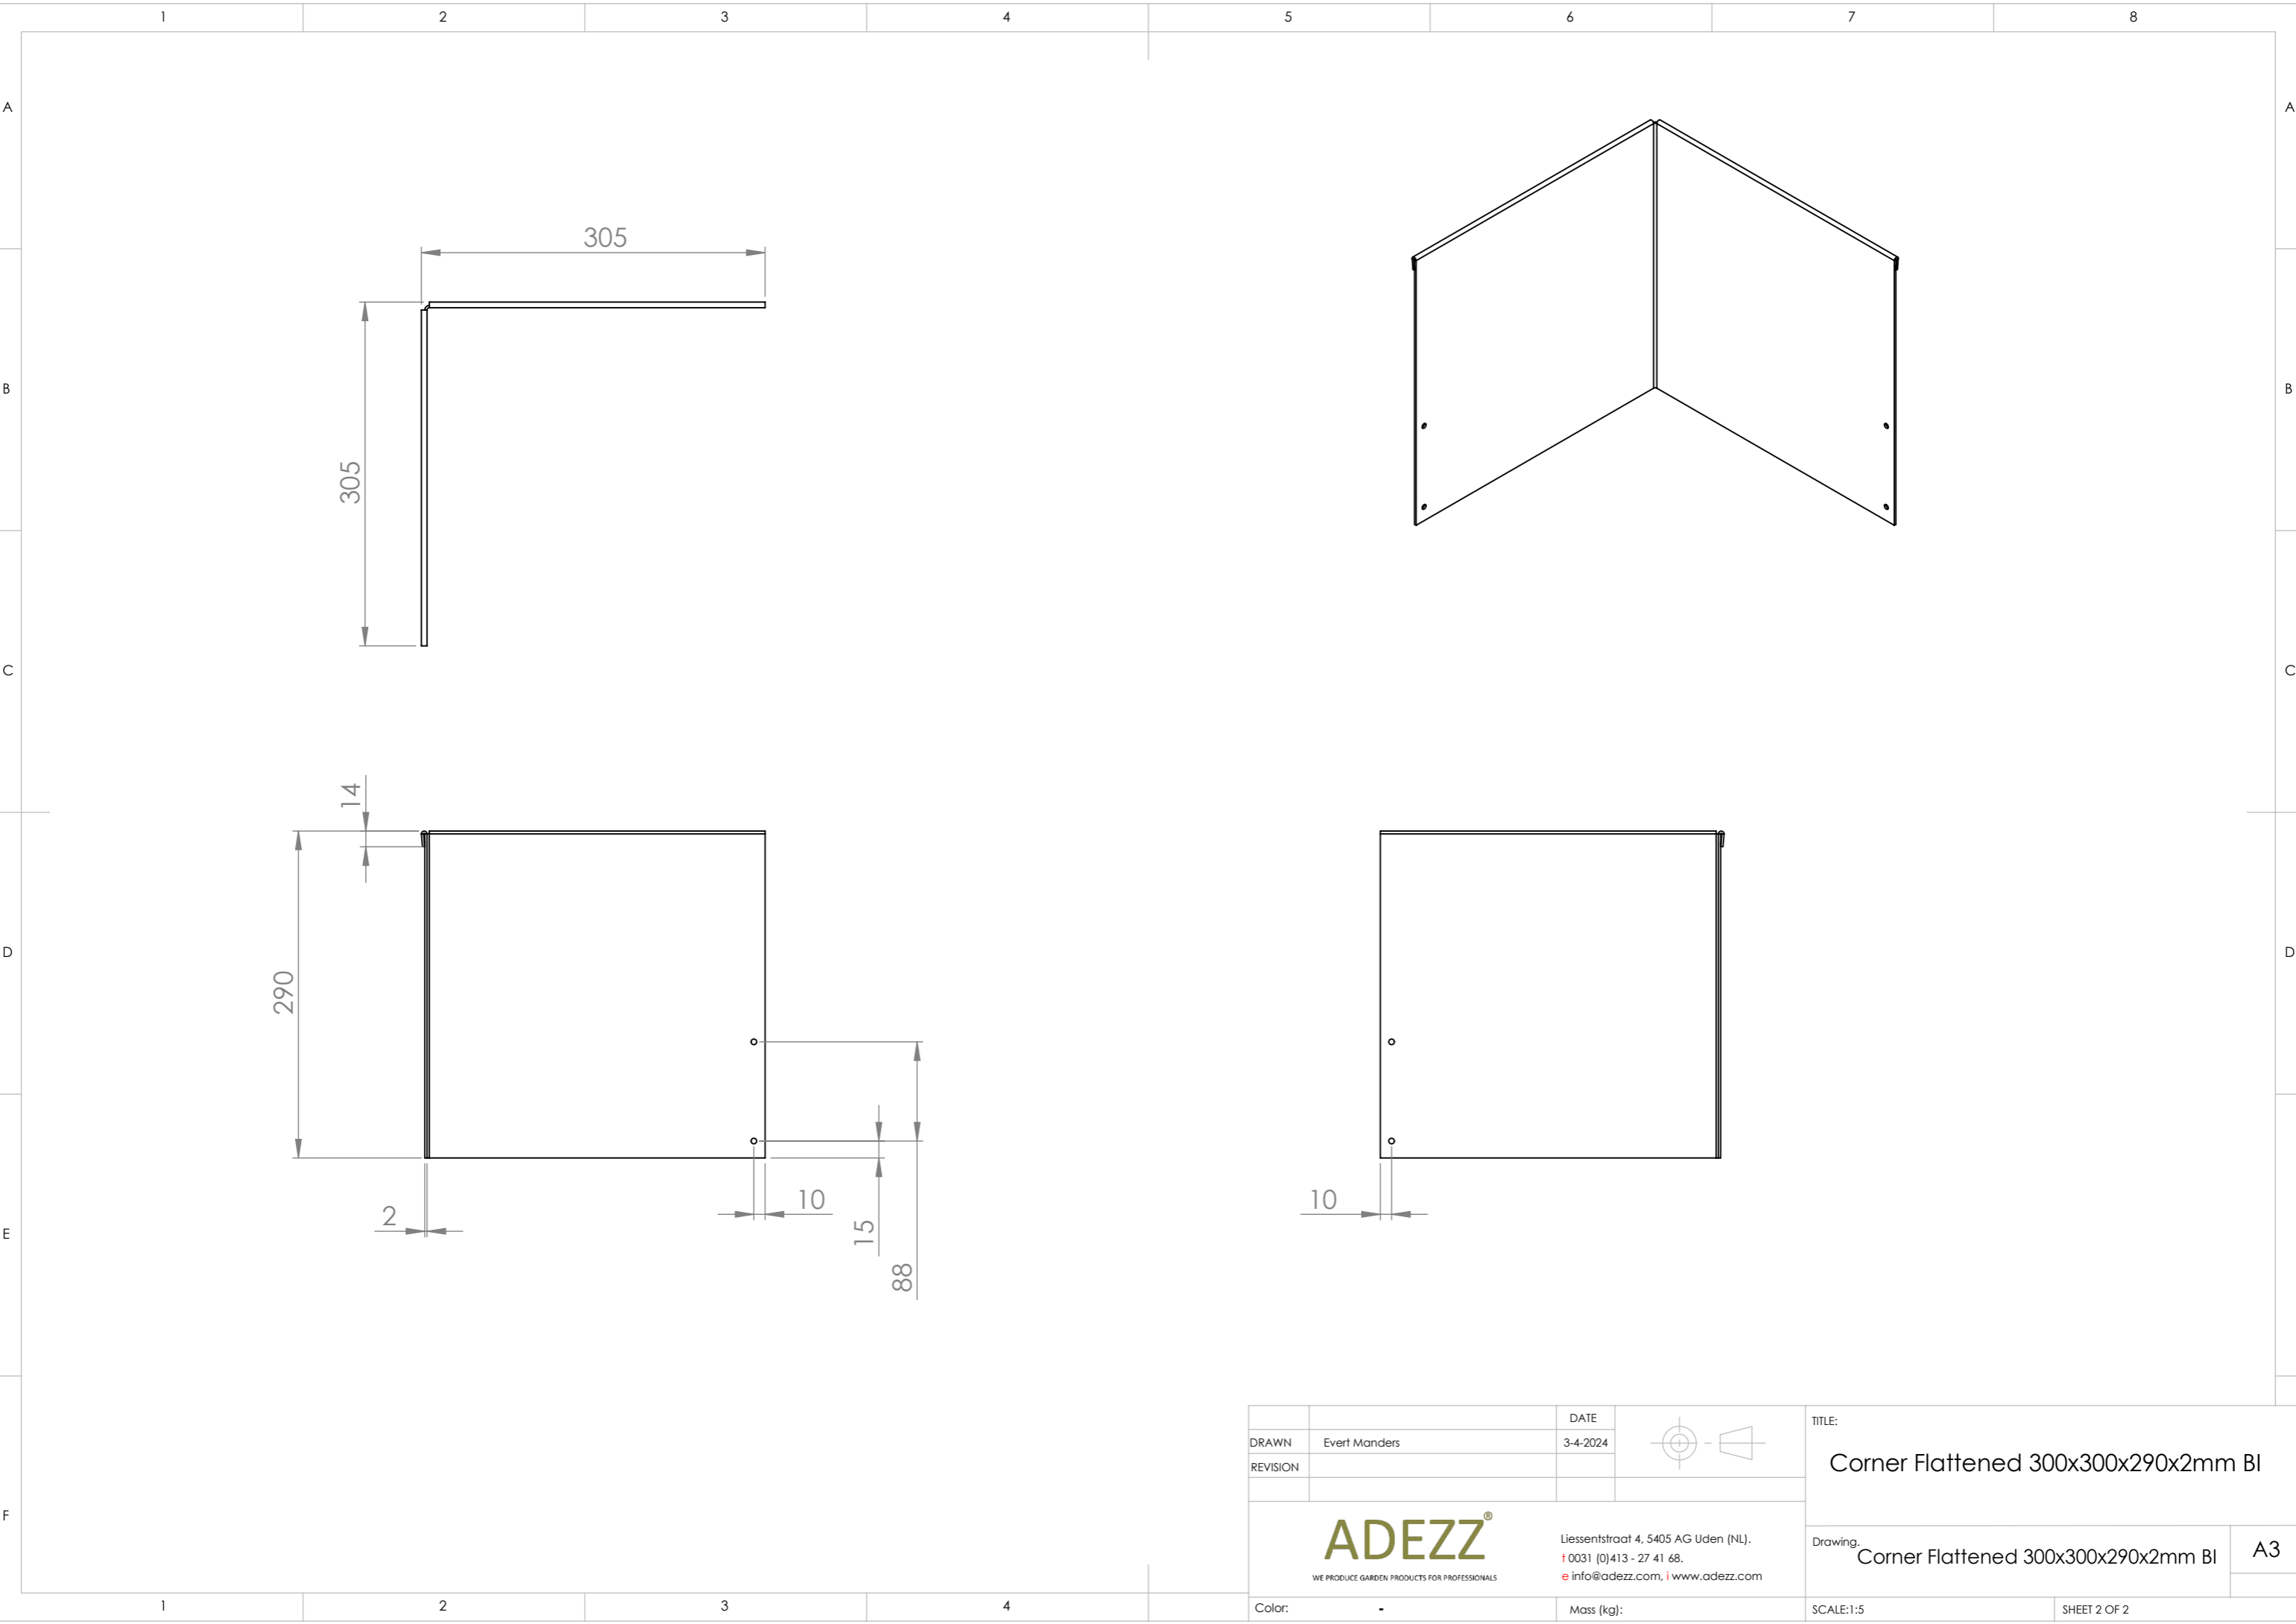 1 2 3 4 5 6 7 8
A A
305
B B
305
C C
14
D D
290
10 10
2
15
E E
88
DATE
DRAWN Evert Manders 3-4-2024
REVISION
TITLE:
Corner Flattened 300x300x290x2mm BI
F
ADEZZ®
WE PRODUCE GARDEN PRODUCTS FOR PROFESSIONALS
Liessentstraat 4, 5405 AG Uden (NL).
t 0031 (0)413 - 27 41 68.
e info@adezz.com, i www.adezz.com
Drawing.
Corner Flattened 300x300x290x2mm BI
A3
1 2 3 4
Color: -
Mass (kg):
SCALE:1:5
SHEET 2 OF 2